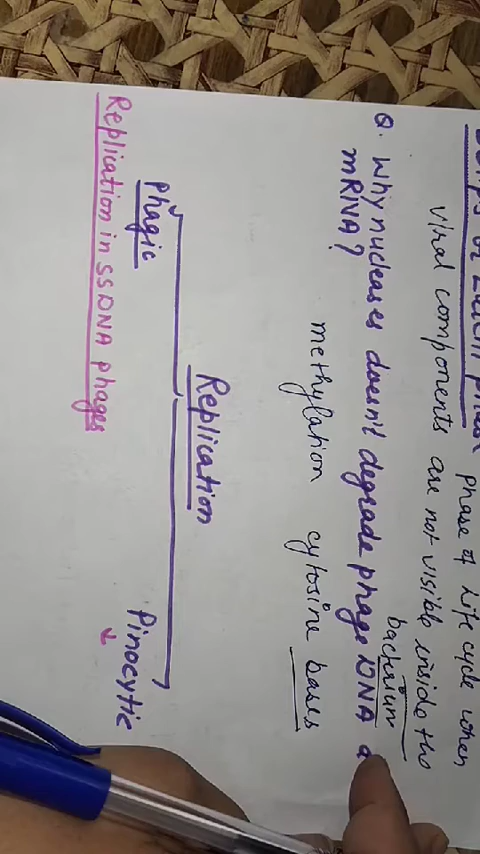 phase phase of life cycle when
viral components are not visible inside the
bacterium
Q. Why nucleases doesn't degrade phage DNA
mRNA?
methylation cytosine bases
Replication
phagic Pinocytic
Replication in SSDNA phages